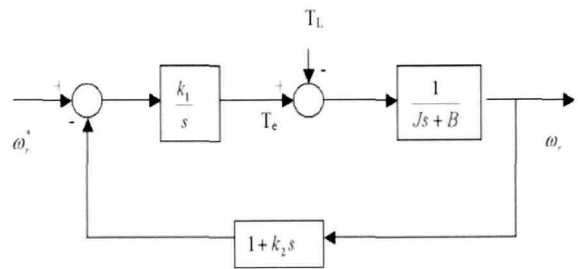 T_L
+
-
k_1
s
+
-
T_e
1
Js + B
ω_r^*
ω_r
1 + k_2 s